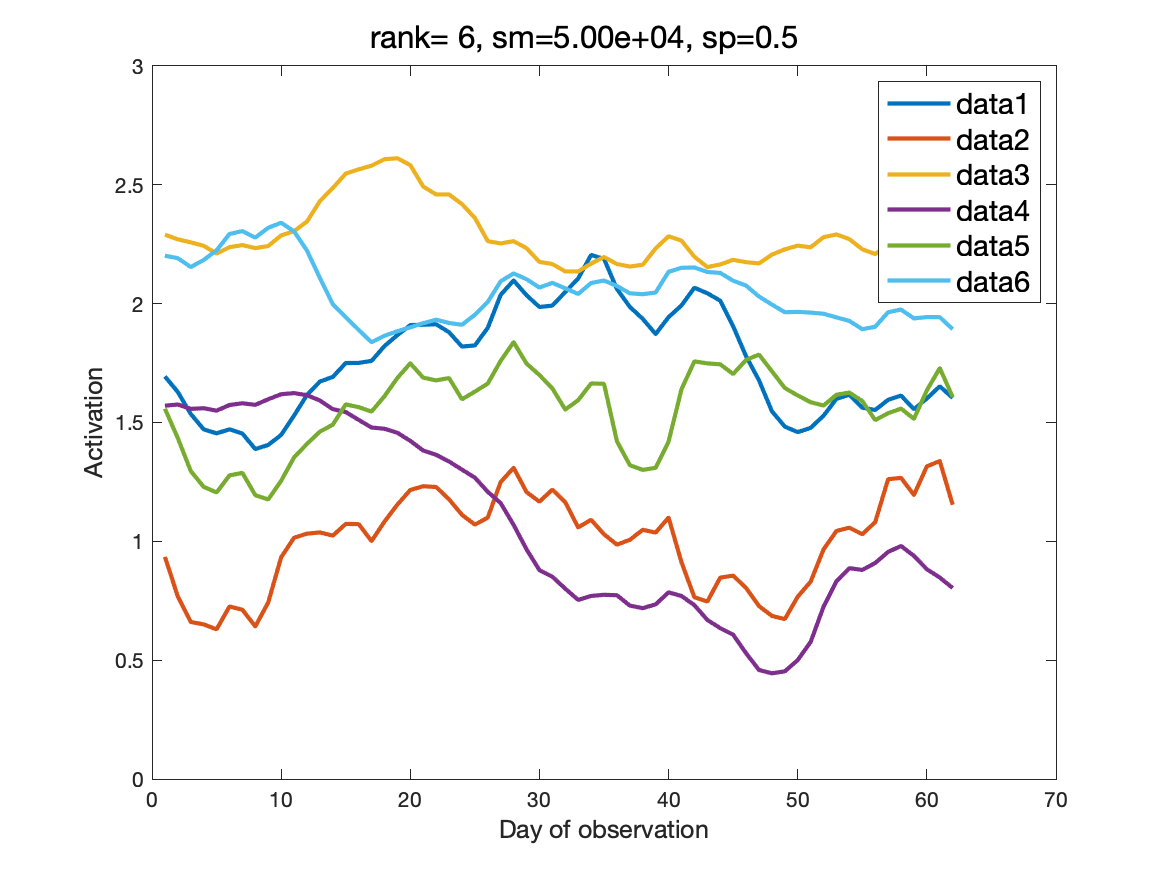 rank= 6, sm=5.00e+04, sp=0.5
3
2.5
2
1.5
1
0.5
0
Activation
data1
data2
data3
data4
data5
data6
0 10 20 30 40 50 60 70
Day of observation